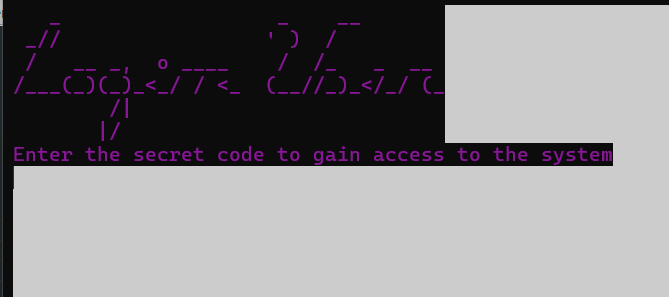 Enter the secret code to gain access to the system